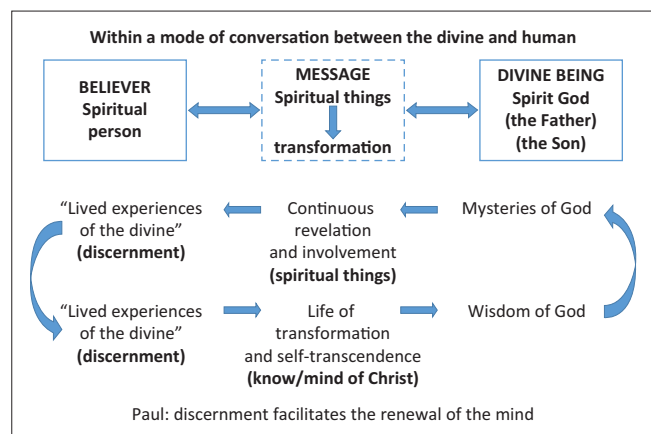 Within a mode of conversation between the divine and human
BELIEVER
Spiritual
person
MESSAGE
Spiritual things
transformation
DIVINE BEING
Spirit God
(the Father)
(the Son)
“Lived experiences
of the divine”
(discernment)
Continuous
revelation
and involvement
(spiritual things)
Mysteries of God
“Lived experiences
of the divine”
(discernment)
Life of
transformation
and self-transcendence
(know/mind of Christ)
Wisdom of God
Paul: discernment facilitates the renewal of the mind